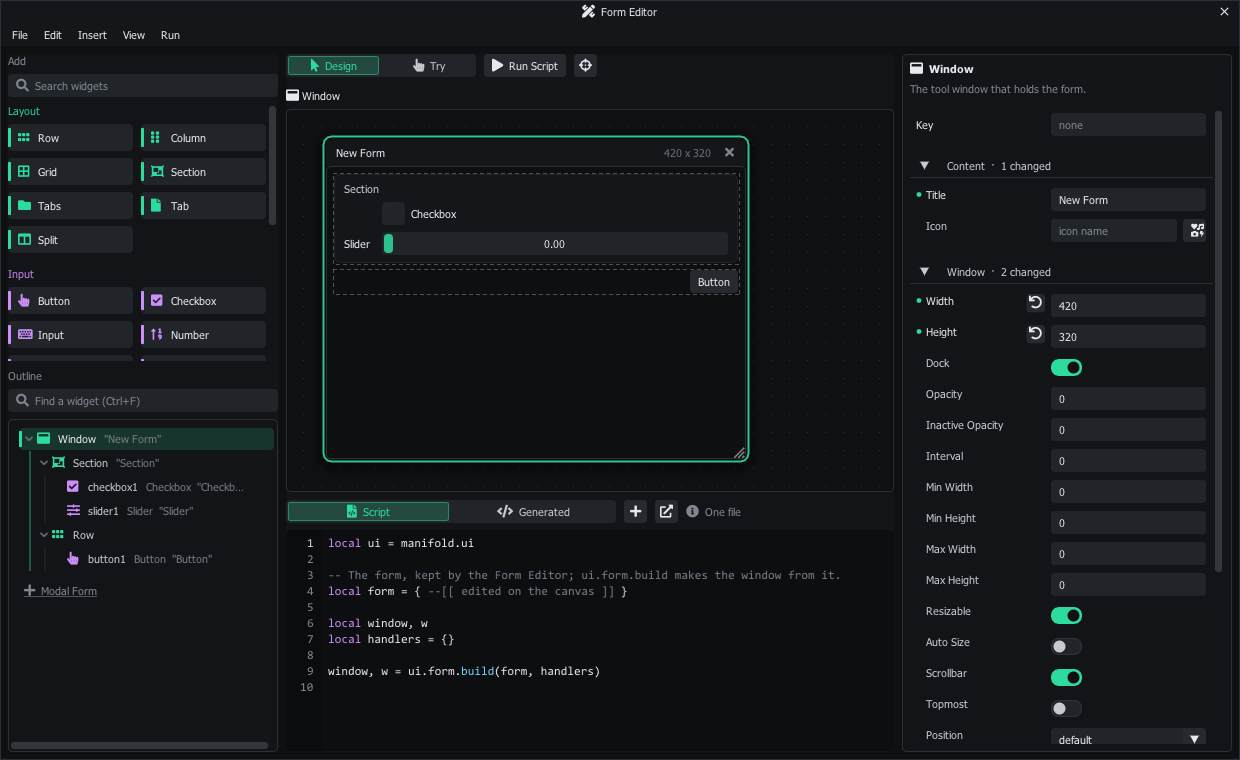 Form Editor
File Edit Insert View Run
Add
Search widgets
Layout
Row Column
Grid Section
Tabs Tab
Split
Input
Button Checkbox
Input Number
Outline
Find a widget (Ctrl+F)
Window "New Form"
Section "Section"
checkbox1 Checkbox "Checkb...
slider1 Slider "Slider"
Row
button1 Button "Button"
Modal Form
Design Try Run Script
Window
New Form 420 x 320
Section
Checkbox
Slider 0.00
Button
Script Generated One file
1 local ui = manifold.ui
2
3 -- The form, kept by the Form Editor; ui.form.build makes the window from it.
4 local form = { --[[ edited on the canvas ]] }
5
6 local window, w
7 local handlers = {}
8
9 window, w = ui.form.build(form, handlers)
10
Window
The tool window that holds the form.
Key none
Content · 1 changed
Title New Form
Icon icon name
Window · 2 changed
Width 420
Height 320
Dock
Opacity 0
Inactive Opacity 0
Interval 0
Min Width 0
Min Height 0
Max Width 0
Max Height 0
Resizable
Auto Size
Scrollbar
Topmost
Position default